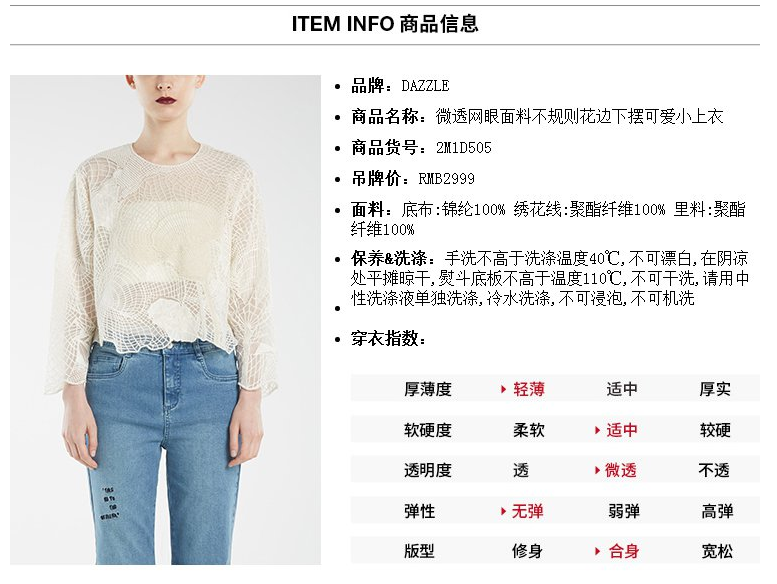 ITEM INFO 商品信息
品牌：DAZZLE
商品名称：微透网眼面料不规则花边下摆可爱小上衣
商品货号：2M1D505
吊牌价：RMB2999
面料：底布:锦纶100% 绣花线:聚酯纤维100% 里料:聚酯
纤维100%
保养&洗涤：手洗不高于洗涤温度40℃,不可漂白,在阴凉
处平摊晾干,熨斗底板不高于温度110℃,不可干洗,请用中
性洗涤液单独洗涤,冷水洗涤,不可浸泡,不可机洗
穿衣指数：
厚薄度 轻薄 适中 厚实
软硬度 柔软 适中 较硬
透明度 透 微透 不透
弹性 无弹 弱弹 高弹
版型 修身 合身 宽松